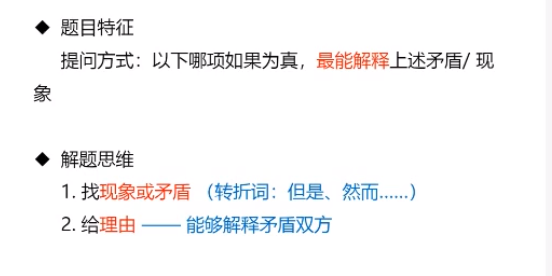 ◆ 题目特征
提问方式：以下哪项如果为真，最能解释上述矛盾/ 现
象
◆ 解题思维
1. 找现象或矛盾 （转折词：但是、然而......）
2. 给理由 —— 能够解释矛盾双方